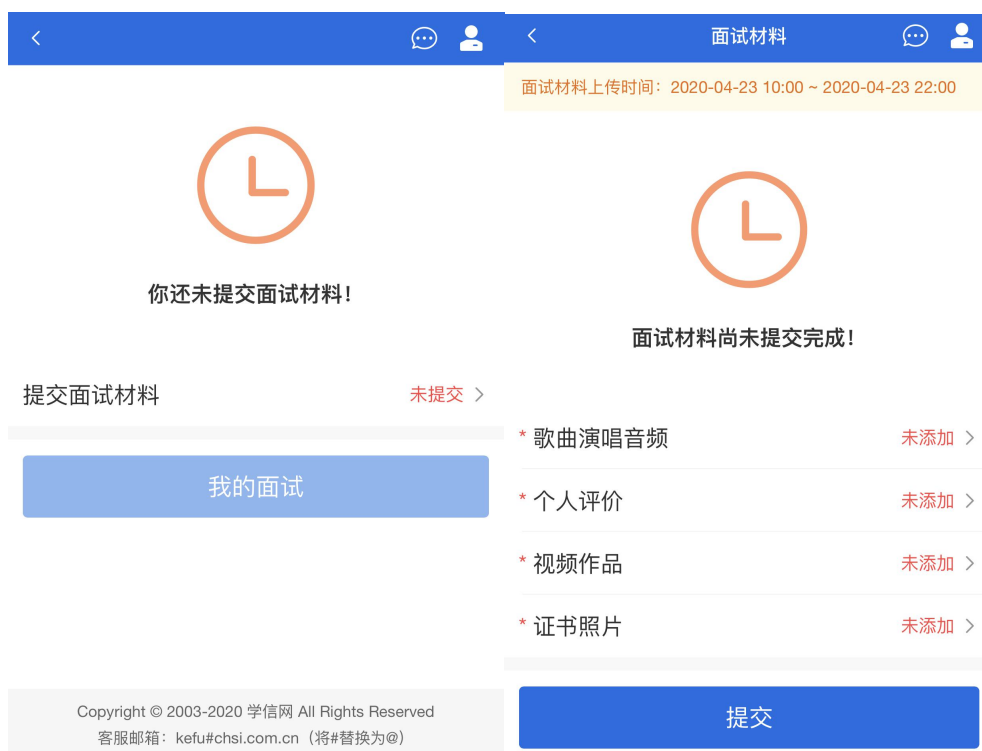 你还未提交面试材料！
提交面试材料 未提交
我的面试
Copyright © 2003-2020 学信网 All Rights Reserved
客服邮箱：kefu#chsi.com.cn（将#替换为@）
面试材料
面试材料上传时间：2020-04-23 10:00 ~ 2020-04-23 22:00
面试材料尚未提交完成！
* 歌曲演唱音频 未添加
* 个人评价 未添加
* 视频作品 未添加
* 证书照片 未添加
提交